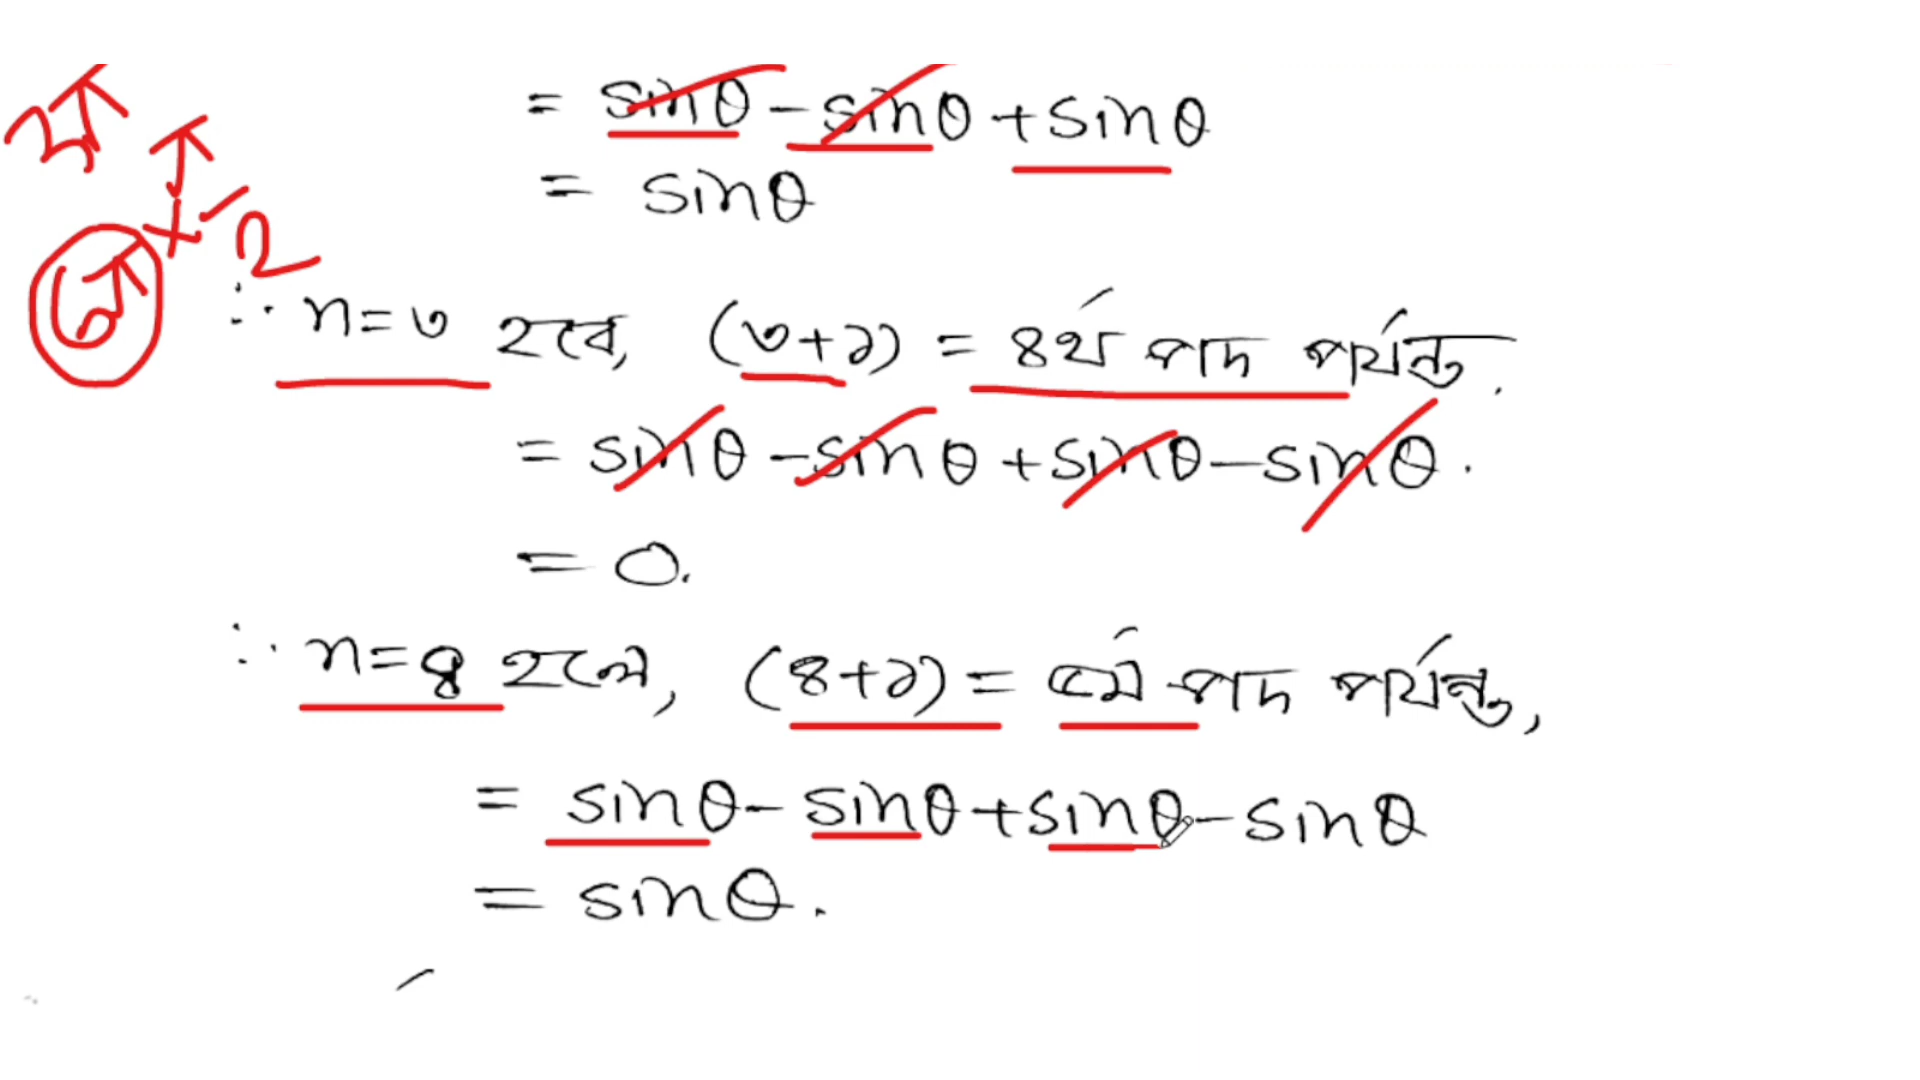 = sinθ - sinθ + sinθ
= sinθ
∴ n=৩ হবে, (৩+১) = ৪র্থ পদ পর্যন্ত.
= sinθ - sinθ + sinθ - sinθ.
= 0.
∴ n=৪ হলে, (৪+১) = ৫ম পদ পর্যন্ত,
= sinθ - sinθ + sinθ - sinθ
= sinθ.